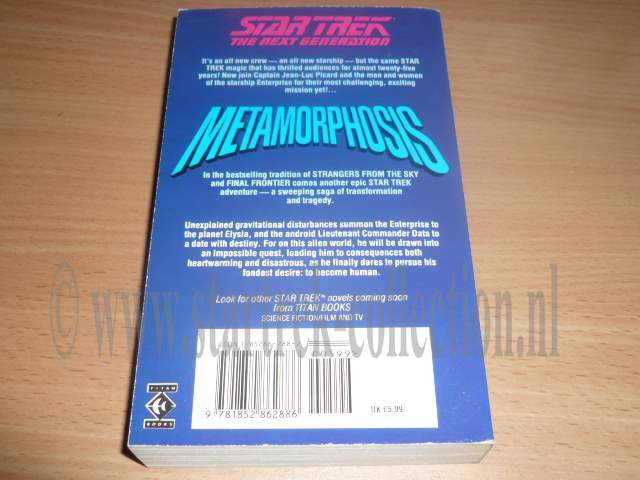 STAR TREK
THE NEXT GENERATION
It's an all new crew — an all new starship — but the same STAR
TREK magic that has thrilled audiences for almost twenty-five
years! Now join Captain Jean-Luc Picard and the men and women
of the starship Enterprise for their most challenging, exciting
mission yet!...
METAMORPHOSIS
In the bestselling tradition of STRANGERS FROM THE SKY
and FINAL FRONTIER comes another epic STAR TREK
adventure — a sweeping saga of transformation
and tragedy.
Unexplained gravitational disturbances summon the Enterprise to
the planet Elysia, and the android Lieutenant Commander Data to
a date with destiny. For on this alien world, he will be drawn into
an impossible quest, leading him to consequences both
heartwarming and disastrous, as he finally dares to pursue his
fondest desire: to become human.
Look for other STAR TREK™ novels coming soon
from TITAN BOOKS
SCIENCE FICTION/FILM AND TV
© www.startrek-collection.nl
00599
9 781852 862886
UK £5.99
TITAN
BOOKS